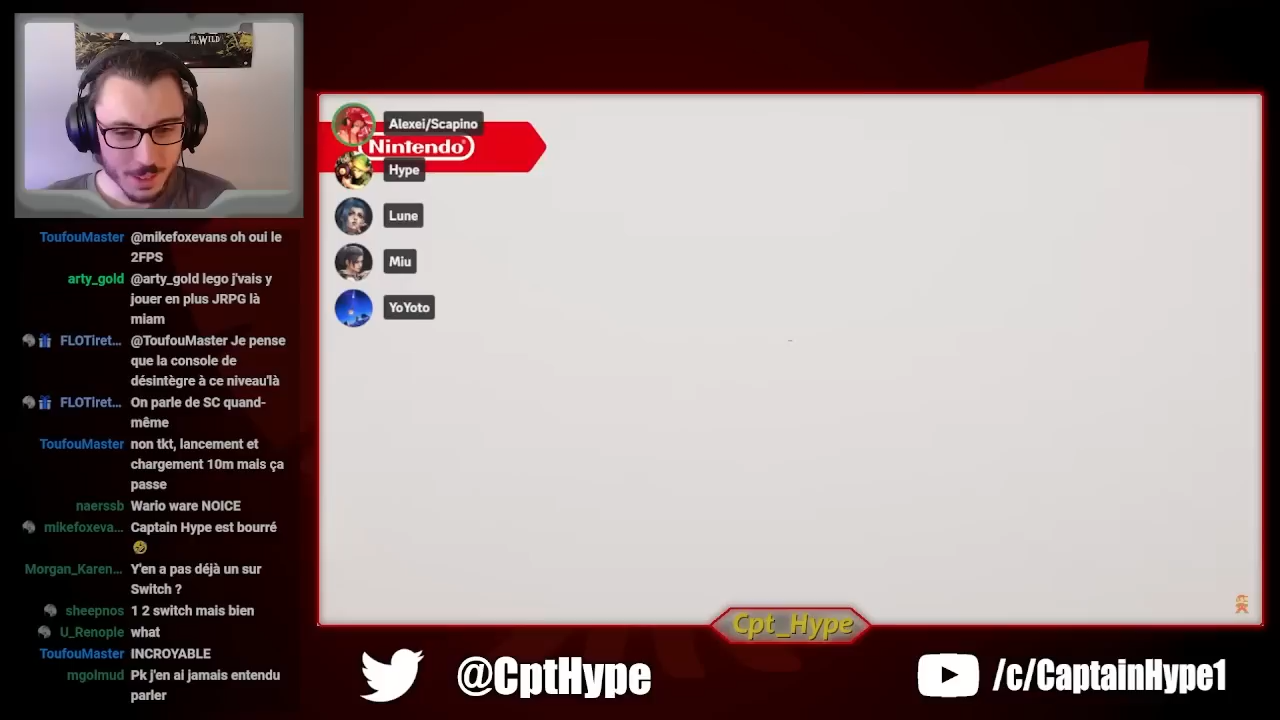 OF THE WILD
Alexei/Scapino
Nintendo
Hype
Lune
Miu
YoYoto
ToufouMaster @mikefoxevans oh oui le
2FPS
arty_gold @arty_gold lego j'vais y
jouer en plus JRPG là
miam
FLOTiret... @ToufouMaster Je pense
que la console de
désintègre à ce niveau'là
FLOTiret... On parle de SC quand-
même
ToufouMaster non tkt, lancement et
chargement 10m mais ça
passe
naerssb Wario ware NOICE
mikefoxeva... Captain Hype est bourré
Morgan_Karen... Y'en a pas déjà un sur
Switch ?
sheepnos 1 2 switch mais bien
U_Renople what
ToufouMaster INCROYABLE
mgolmud Pk j'en ai jamais entendu
parler
Cpt_Hype
@CptHype
/c/CaptainHype1